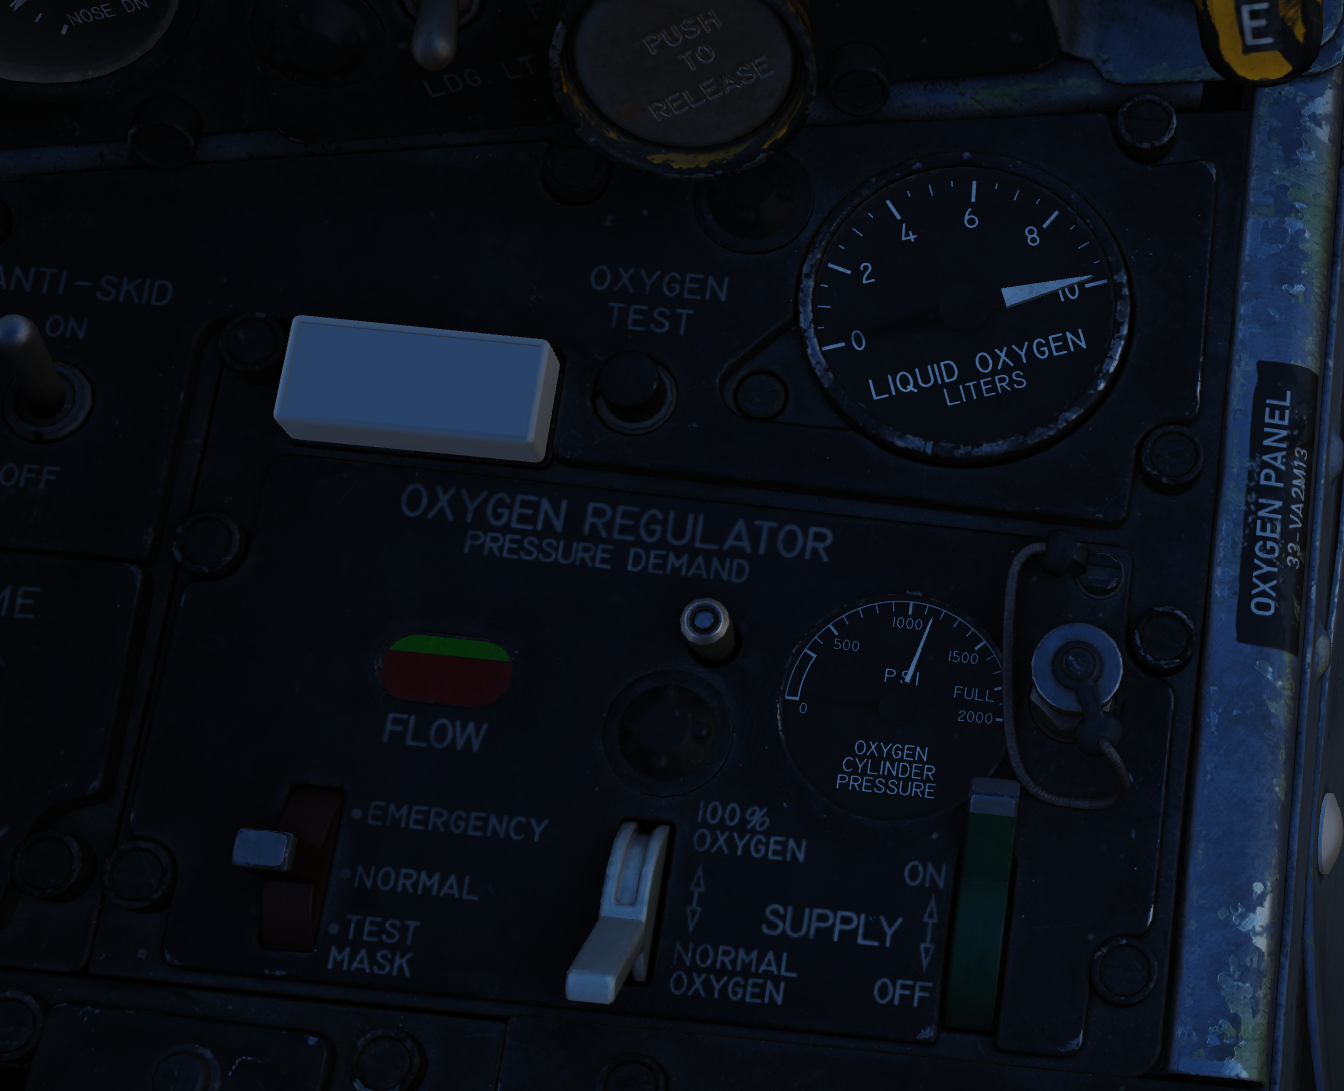 NOSE DN
LDG LT
PUSH
TO
RELEASE
E
ANTI-SKID
ON
OFF
OXYGEN
TEST
0
2
4
6
8
10
LIQUID OXYGEN
LITERS
OXYGEN PANEL
33-VA2M13
OXYGEN REGULATOR
PRESSURE DEMAND
FLOW
0
500
1000
1500
FULL
2000
PSI
OXYGEN
CYLINDER
PRESSURE
EMERGENCY
NORMAL
TEST
MASK
100%
OXYGEN
NORMAL
OXYGEN
SUPPLY
ON
OFF